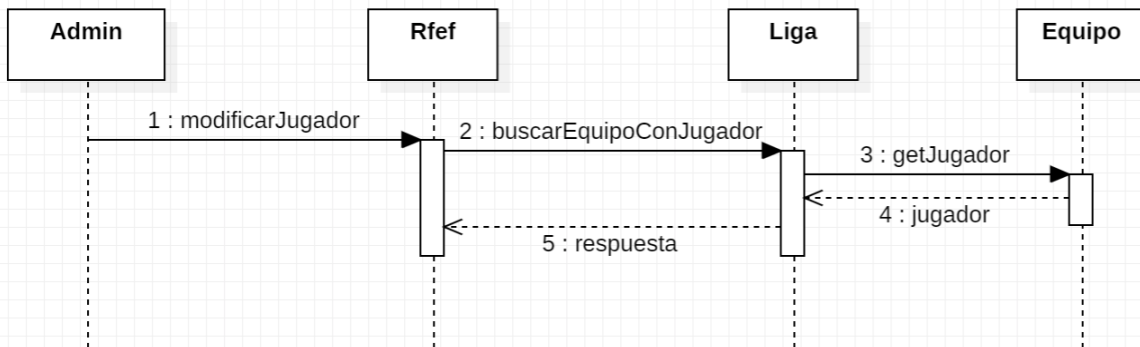 Admin
Rfef
Liga
Equipo
1 : modificarJugador
2 : buscarEquipoConJugador
3 : getJugador
4 : jugador
5 : respuesta